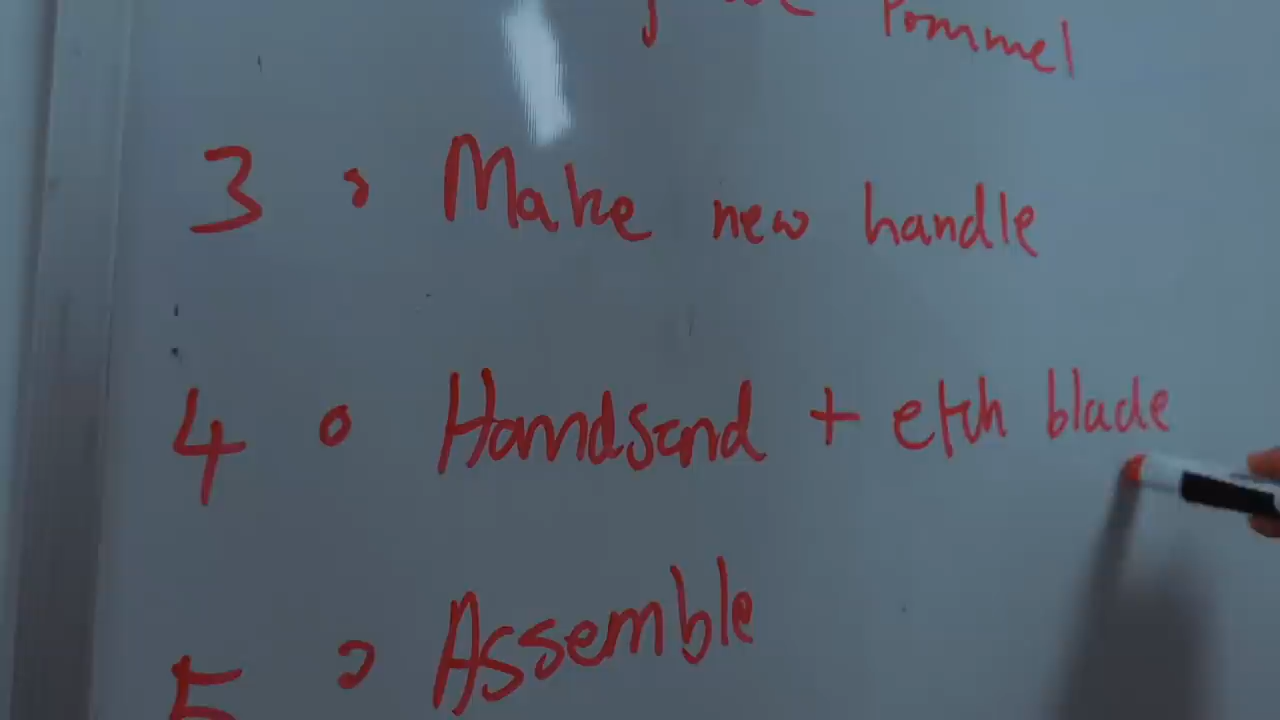 Pommel
3 Make new handle
4 Handsand + etch blade
5 Assemble